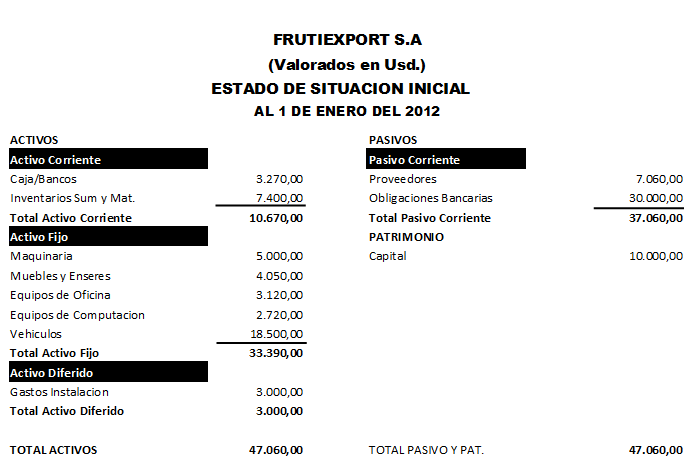 FRUTIEXPORT S.A
(Valorados en Usd.)
ESTADO DE SITUACION INICIAL
AL 1 DE ENERO DEL 2012
ACTIVOS PASIVOS
Activo Corriente Pasivo Corriente
Caja/Bancos 3.270,00 Proveedores 7.060,00
Inventarios Sum y Mat. 7.400,00 Obligaciones Bancarias 30.000,00
Total Activo Corriente 10.670,00 Total Pasivo Corriente 37.060,00
Activo Fijo PATRIMONIO
Maquinaria 5.000,00 Capital 10.000,00
Muebles y Enseres 4.050,00
Equipos de Oficina 3.120,00
Equipos de Computacion 2.720,00
Vehiculos 18.500,00
Total Activo Fijo 33.390,00
Activo Diferido
Gastos Instalacion 3.000,00
Total Activo Diferido 3.000,00
TOTAL ACTIVOS 47.060,00 TOTAL PASIVO Y PAT. 47.060,00